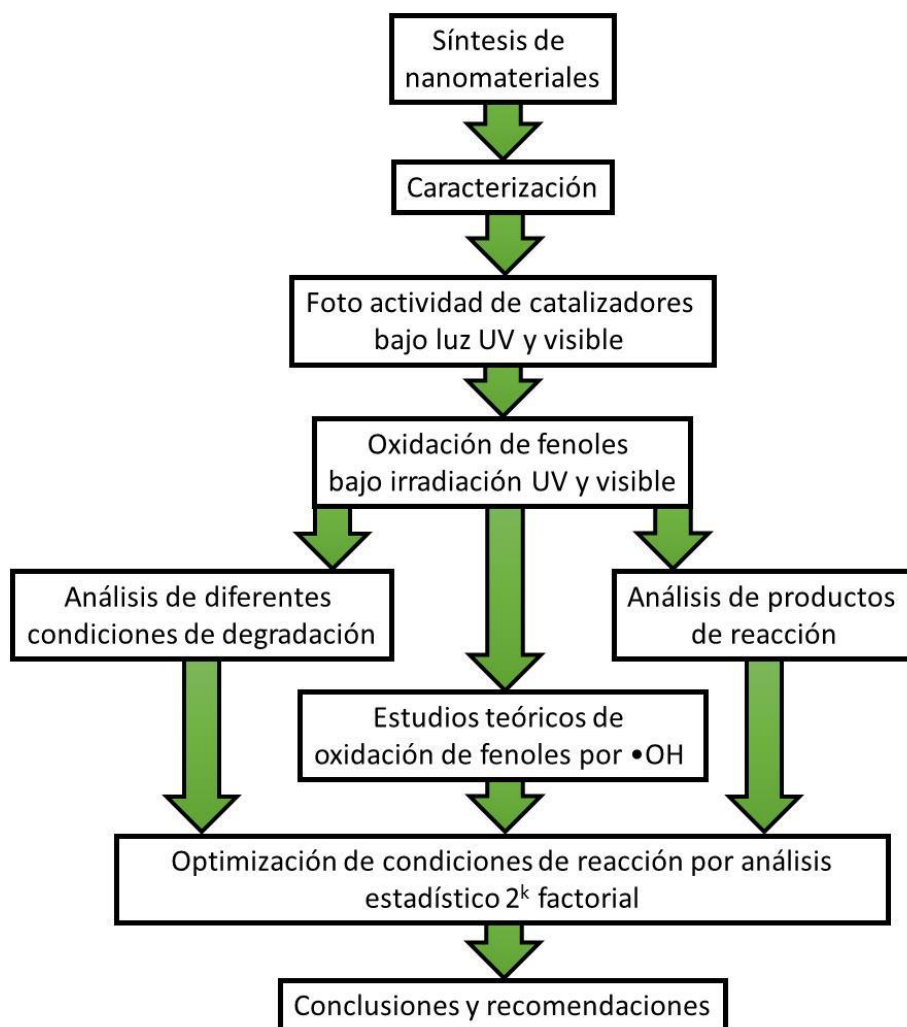 Síntesis de
nanomateriales
Caracterización
Foto actividad de catalizadores
bajo luz UV y visible
Oxidación de fenoles
bajo irradiación UV y visible
Análisis de diferentes
condiciones de degradación
Análisis de productos
de reacción
Estudios teóricos de
oxidación de fenoles por •OH
Optimización de condiciones de reacción por análisis
estadístico 2ᵏ factorial
Conclusiones y recomendaciones